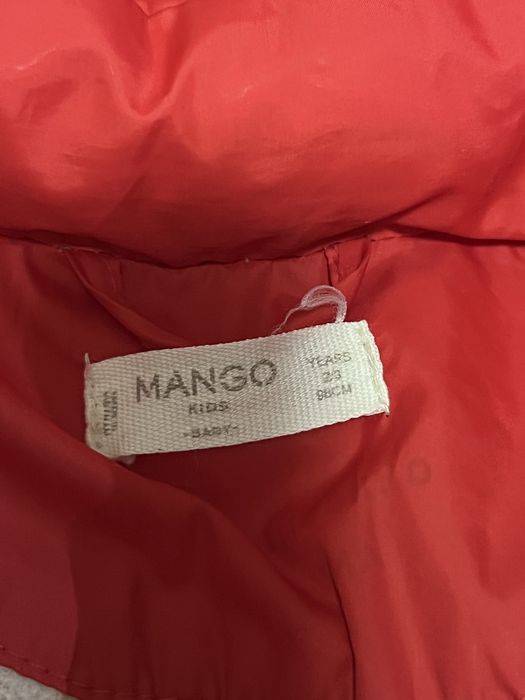 MANGO
KIDS
-BABY-
YEARS
2/3
98CM